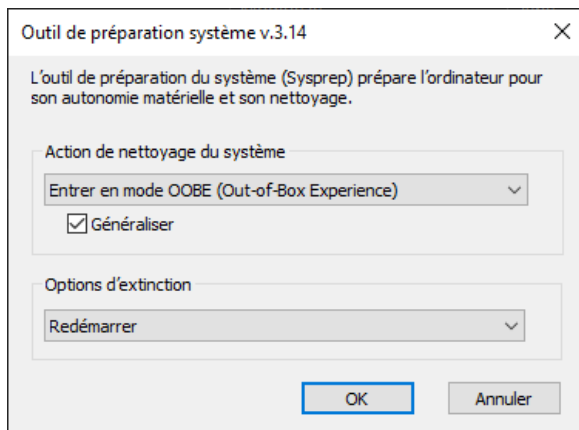 Outil de préparation système v.3.14
L’outil de préparation du système (Sysprep) prépare l’ordinateur pour
son autonomie matérielle et son nettoyage.
Action de nettoyage du système
Entrer en mode OOBE (Out-of-Box Experience)
Généraliser
Options d’extinction
Redémarrer
OK Annuler